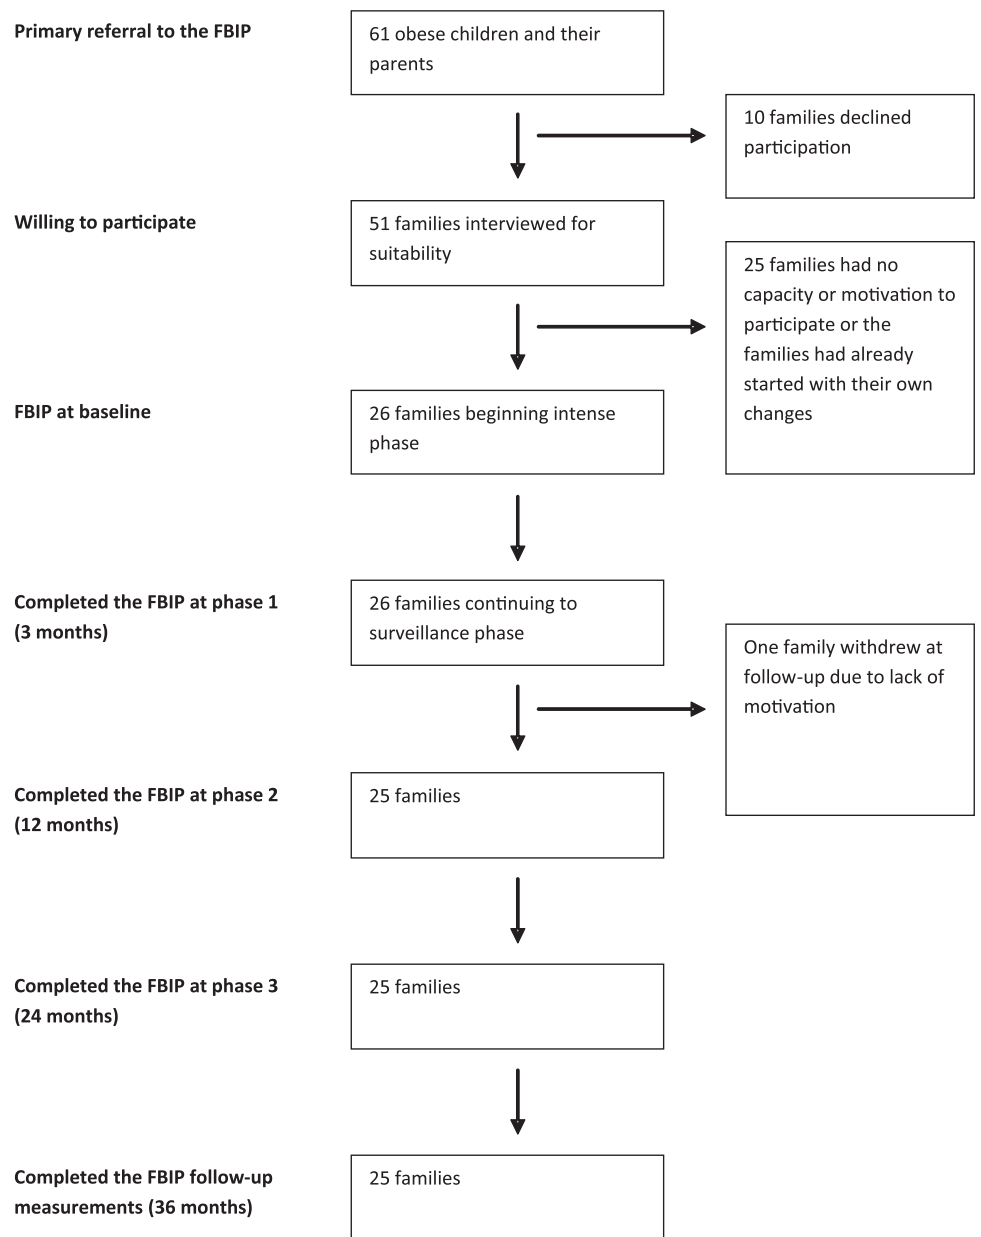 Primary referral to the FBIP
61 obese children and their
parents
10 families declined
participation
Willing to participate
51 families interviewed for
suitability
25 families had no
capacity or motivation to
participate or the
families had already
started with their own
changes
FBIP at baseline
26 families beginning intense
phase
Completed the FBIP at phase 1
(3 months)
26 families continuing to
surveillance phase
One family withdrew at
follow-up due to lack of
motivation
Completed the FBIP at phase 2
(12 months)
25 families
Completed the FBIP at phase 3
(24 months)
25 families
Completed the FBIP follow-up
measurements (36 months)
25 families